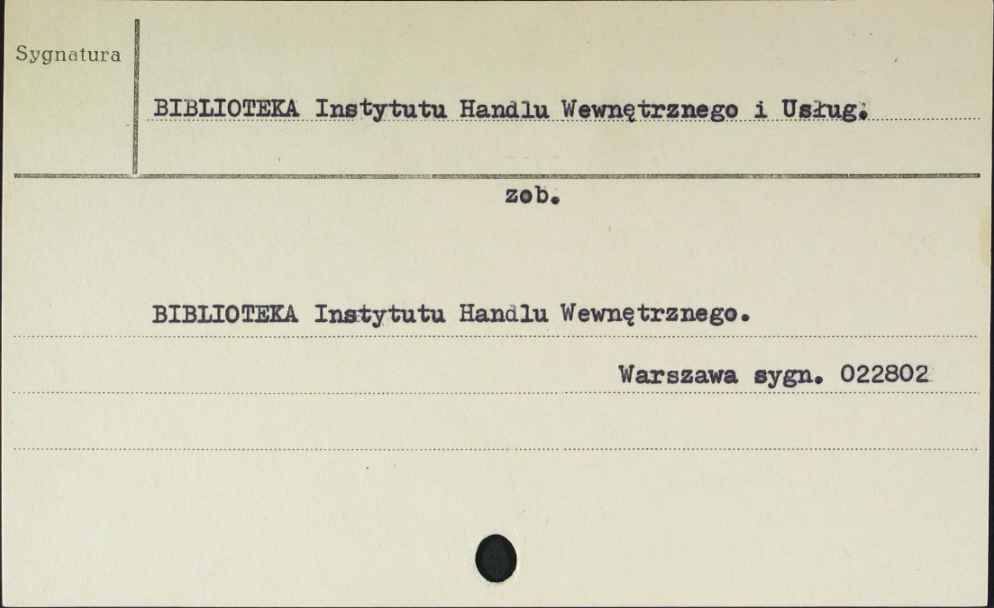 Sygnatura
BIBLIOTEKA Instytutu Handlu Wewnętrznego i Usług.
zob.
BIBLIOTEKA Instytutu Handlu Wewnętrznego.
Warszawa sygn. 022802